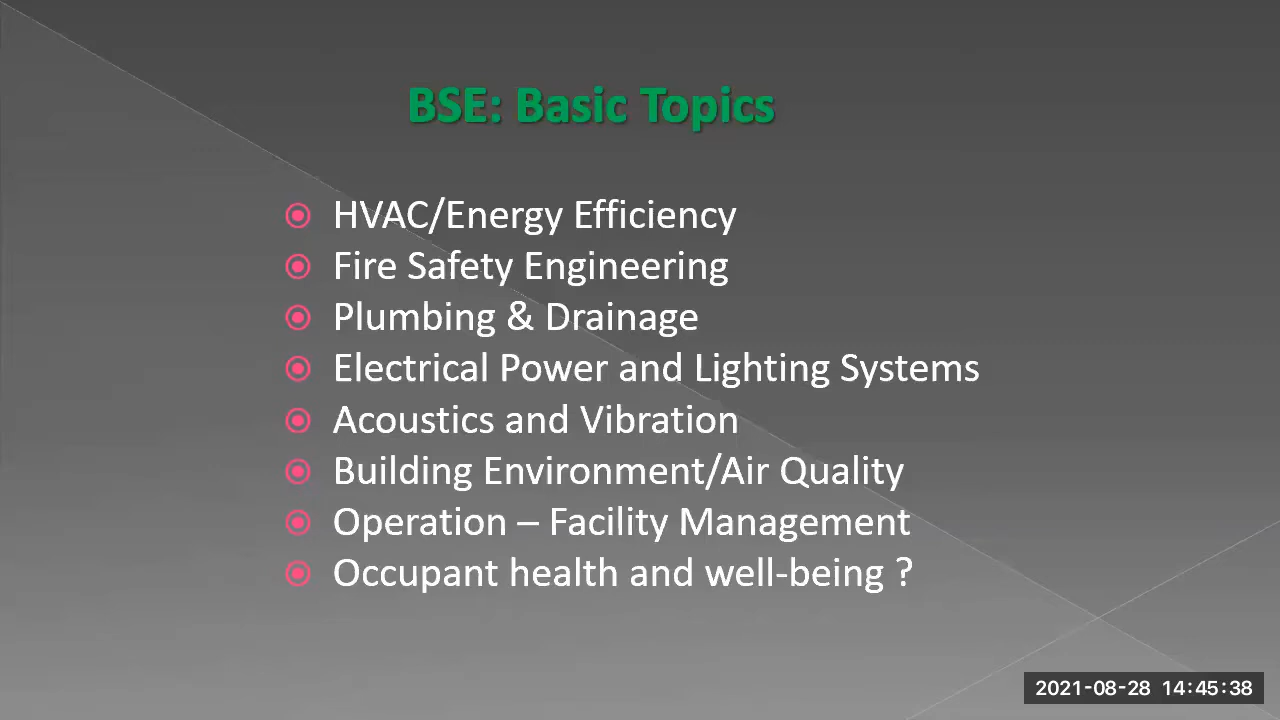 BSE: Basic Topics
HVAC/Energy Efficiency
Fire Safety Engineering
Plumbing & Drainage
Electrical Power and Lighting Systems
Acoustics and Vibration
Building Environment/Air Quality
Operation – Facility Management
Occupant health and well-being ?
2021-08-28 14:45:38